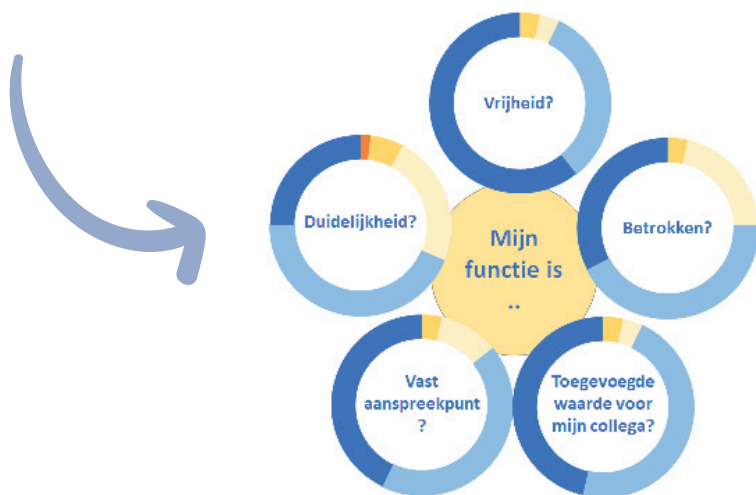 Vrijheid?
Duidelijkheid?
Betrokken?
Mijn
functie is
..
Vast
aanspreekpunt
?
Toegevoegde
waarde voor
mijn collega?